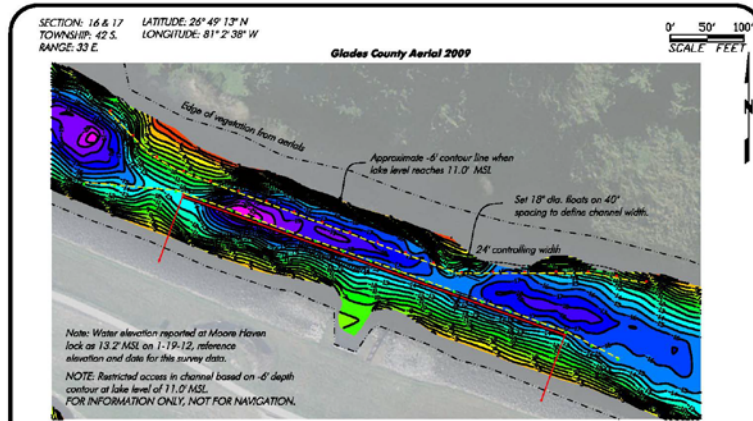 SECTION: 16 & 17 LATITUDE: 26° 49' 13" N
TOWNSHIP: 42 S. LONGITUDE: 81° 2' 38" W
RANGE: 33 E.
0' 50' 100'
SCALE FEET
Glades County Aerial 2009
N
Edge of vegetation from aerials
Approximate -6' contour line when
lake level reaches 11.0' MSL
Set 18" dia. floats on 40'
spacing to define channel width.
24' controlling width
Note: Water elevation reported at Moore Haven
lock as 13.2' MSL on 1-19-12, reference
elevation and date for this survey data.
NOTE: Restricted access in channel based on -6' depth
contour at lake level of 11.0' MSL.
FOR INFORMATION ONLY, NOT FOR NAVIGATION.